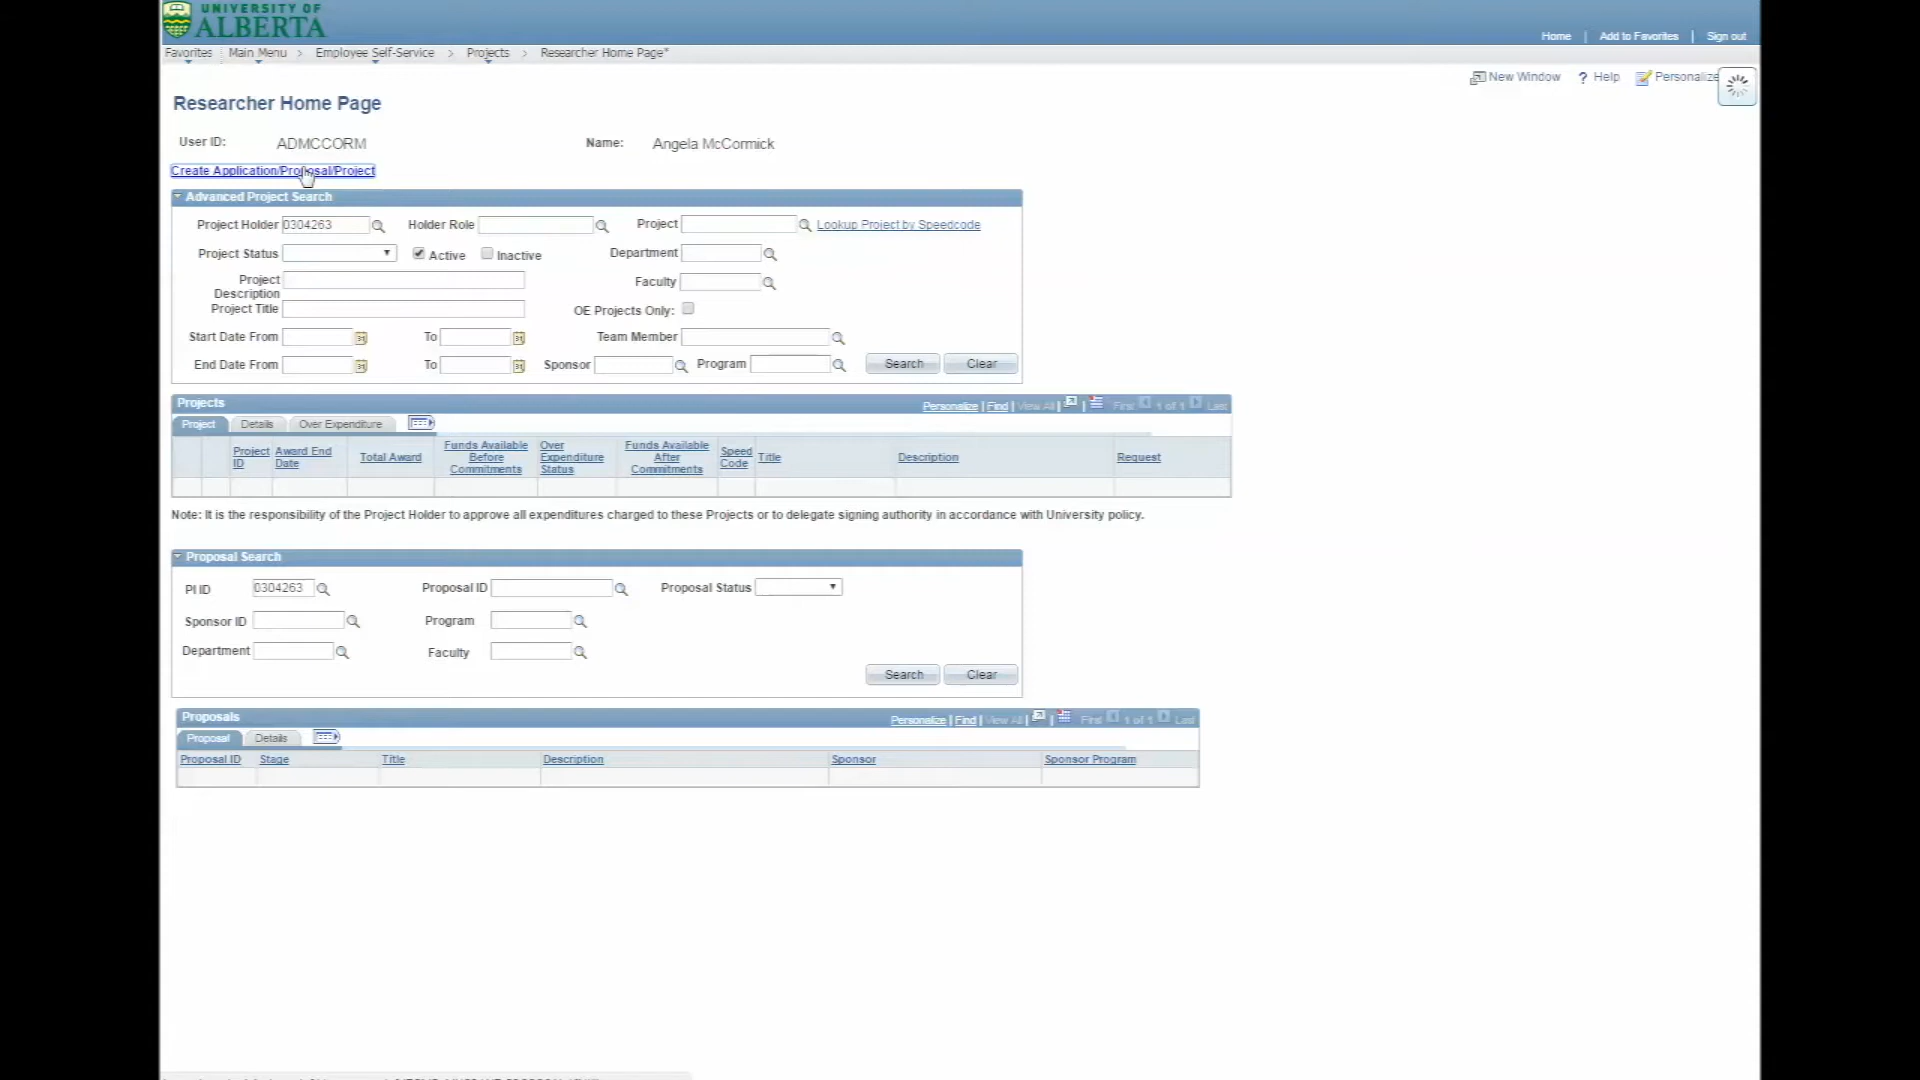 UNIVERSITY OF
ALBERTA
Home | Add to Favorites | Sign out
Favorites Main Menu > Employee Self-Service > Projects > Researcher Home Page*
New Window ? Help Personalize
Researcher Home Page
User ID: ADMCCORM Name: Angela McCormick
Create Application/Proposal/Project
Advanced Project Search
Project Holder 0304263 Holder Role Project Lookup Project by Speedcode
Project Status Active Inactive Department
Project Description Faculty
Project Title OE Projects Only:
Start Date From To Team Member
End Date From To Sponsor Program Search Clear
Projects Personalize | Find | View All | First 1 of 1 Last
Project Details Over Expenditure
Project ID Award End Date Total Award Funds Available Before Commitments Over Expenditure Status Funds Available After Commitments Speed Code Title Description Request
Note: It is the responsibility of the Project Holder to approve all expenditures charged to these Projects or to delegate signing authority in accordance with University policy.
Proposal Search
PI ID 0304263 Proposal ID Proposal Status
Sponsor ID Program
Department Faculty
Search Clear
Proposals Personalize | Find | View All | First 1 of 1 Last
Proposal Details
Proposal ID Stage Title Description Sponsor Sponsor Program